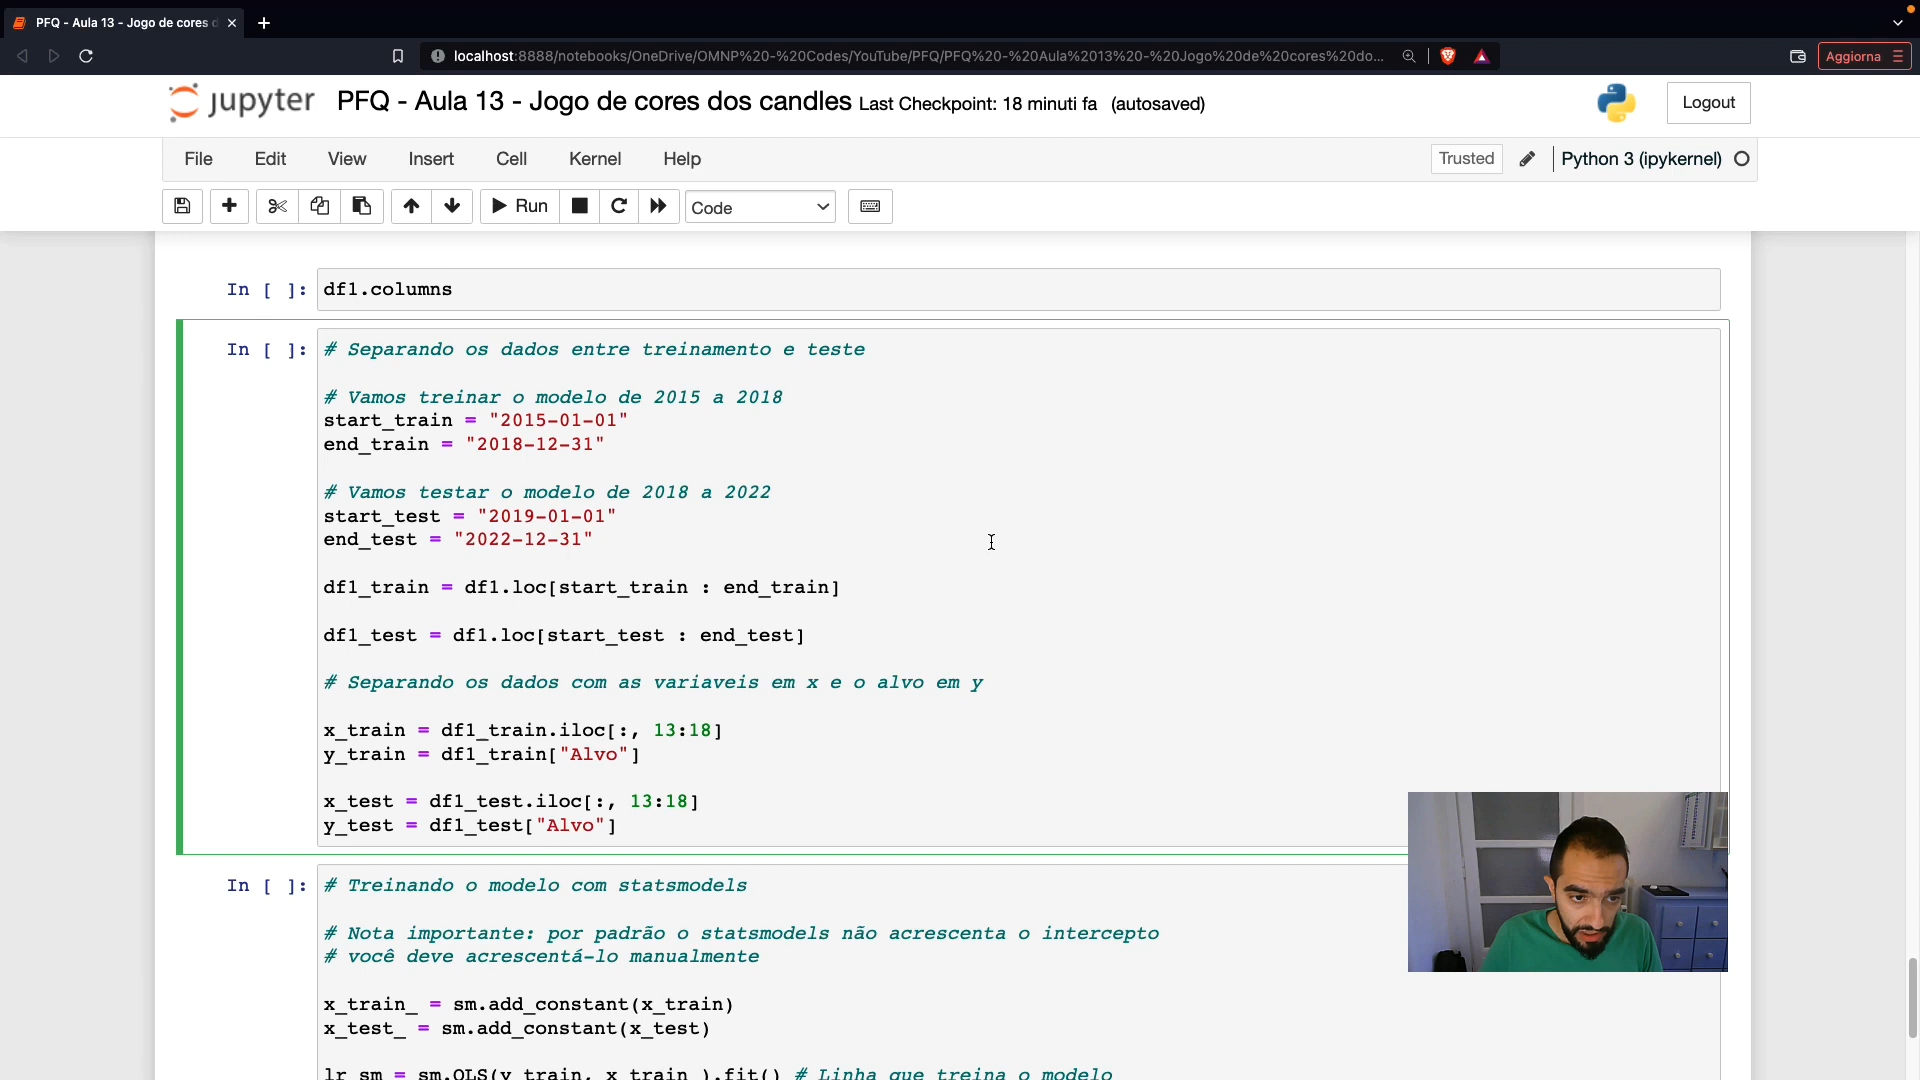 PFQ - Aula 13 - Jogo de cores d
localhost:8888/notebooks/OneDrive/OMNP%20-%20Codes/YouTube/PFQ/PFQ%20-%20Aula%2013%20-%20Jogo%20de%20cores%20do...
Aggiorna
jupyter PFQ - Aula 13 - Jogo de cores dos candles Last Checkpoint: 18 minuti fa (autosaved)
Logout
File Edit View Insert Cell Kernel Help
Trusted Python 3 (ipykernel)
Run Code
In [ ]: df1.columns
In [ ]: # Separando os dados entre treinamento e teste
# Vamos treinar o modelo de 2015 a 2018
start_train = "2015-01-01"
end_train = "2018-12-31"
# Vamos testar o modelo de 2018 a 2022
start_test = "2019-01-01"
end_test = "2022-12-31"
df1_train = df1.loc[start_train : end_train]
df1_test = df1.loc[start_test : end_test]
# Separando os dados com as variaveis em x e o alvo em y
x_train = df1_train.iloc[:, 13:18]
y_train = df1_train["Alvo"]
x_test = df1_test.iloc[:, 13:18]
y_test = df1_test["Alvo"]
In [ ]: # Treinando o modelo com statsmodels
# Nota importante: por padrão o statsmodels não acrescenta o intercepto
# você deve acrescentá-lo manualmente
x_train_ = sm.add_constant(x_train)
x_test_ = sm.add_constant(x_test)
lr_sm = sm.OLS(y_train, x_train_).fit() # Linha que treina o modelo